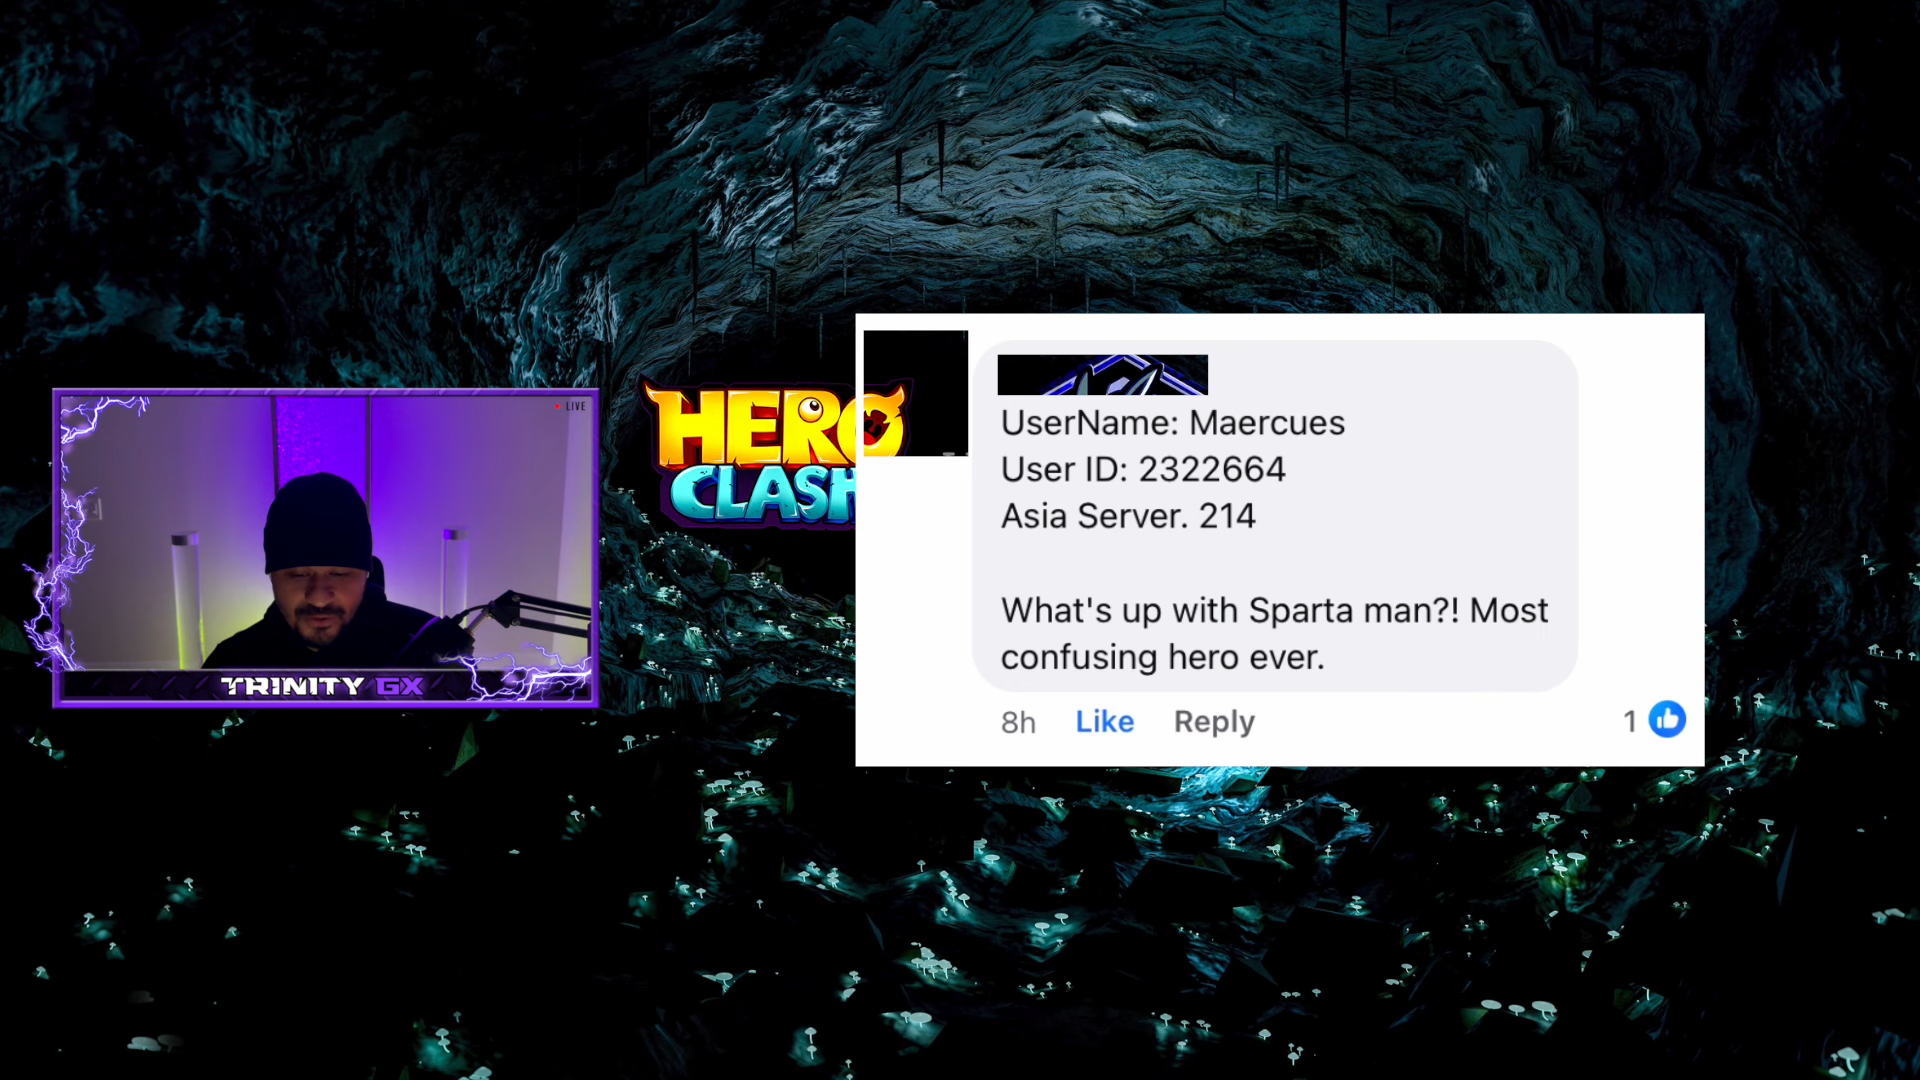 LIVE
TRINITY GX
HERO
CLASH
UserName: Maercues
User ID: 2322664
Asia Server. 214
What's up with Sparta man?! Most
confusing hero ever.
8h Like Reply 1